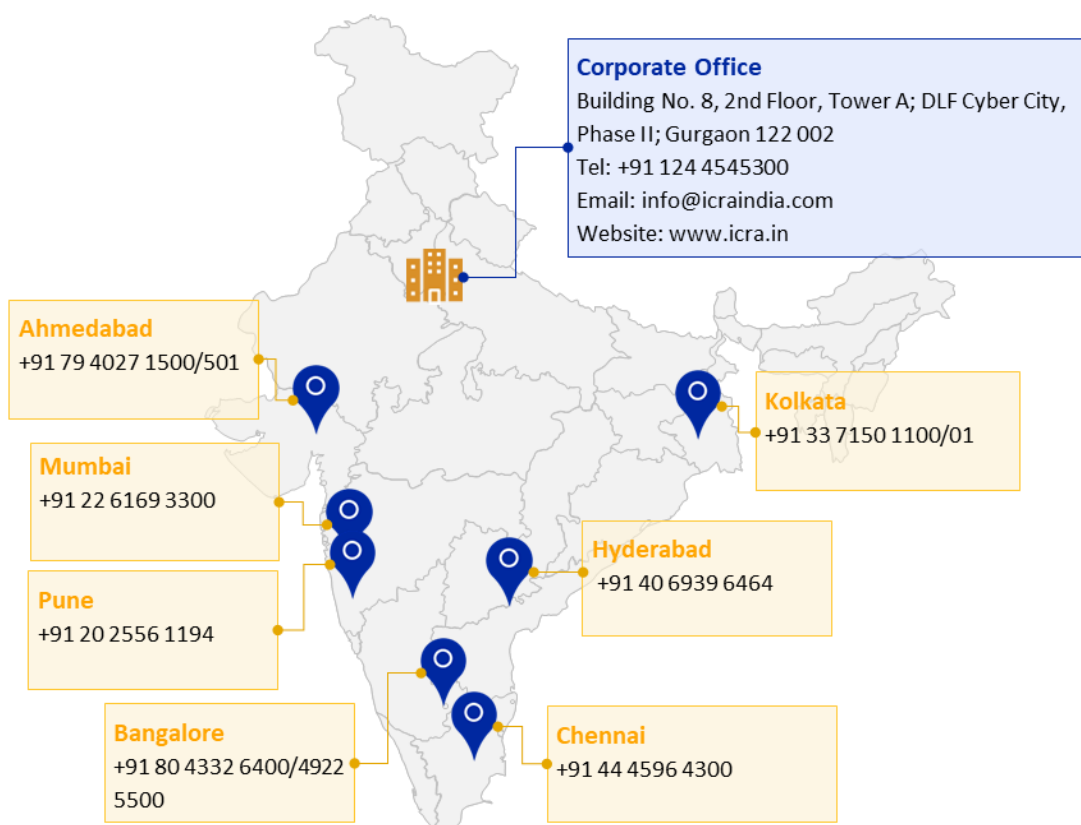 Corporate Office
Building No. 8, 2nd Floor, Tower A; DLF Cyber City,
Phase II; Gurgaon 122 002
Tel: +91 124 4545300
Email: info@icraindia.com
Website: www.icra.in
Ahmedabad
+91 79 4027 1500/501
Kolkata
+91 33 7150 1100/01
Mumbai
+91 22 6169 3300
Hyderabad
+91 40 6939 6464
Pune
+91 20 2556 1194
Bangalore
+91 80 4332 6400/4922
5500
Chennai
+91 44 4596 4300